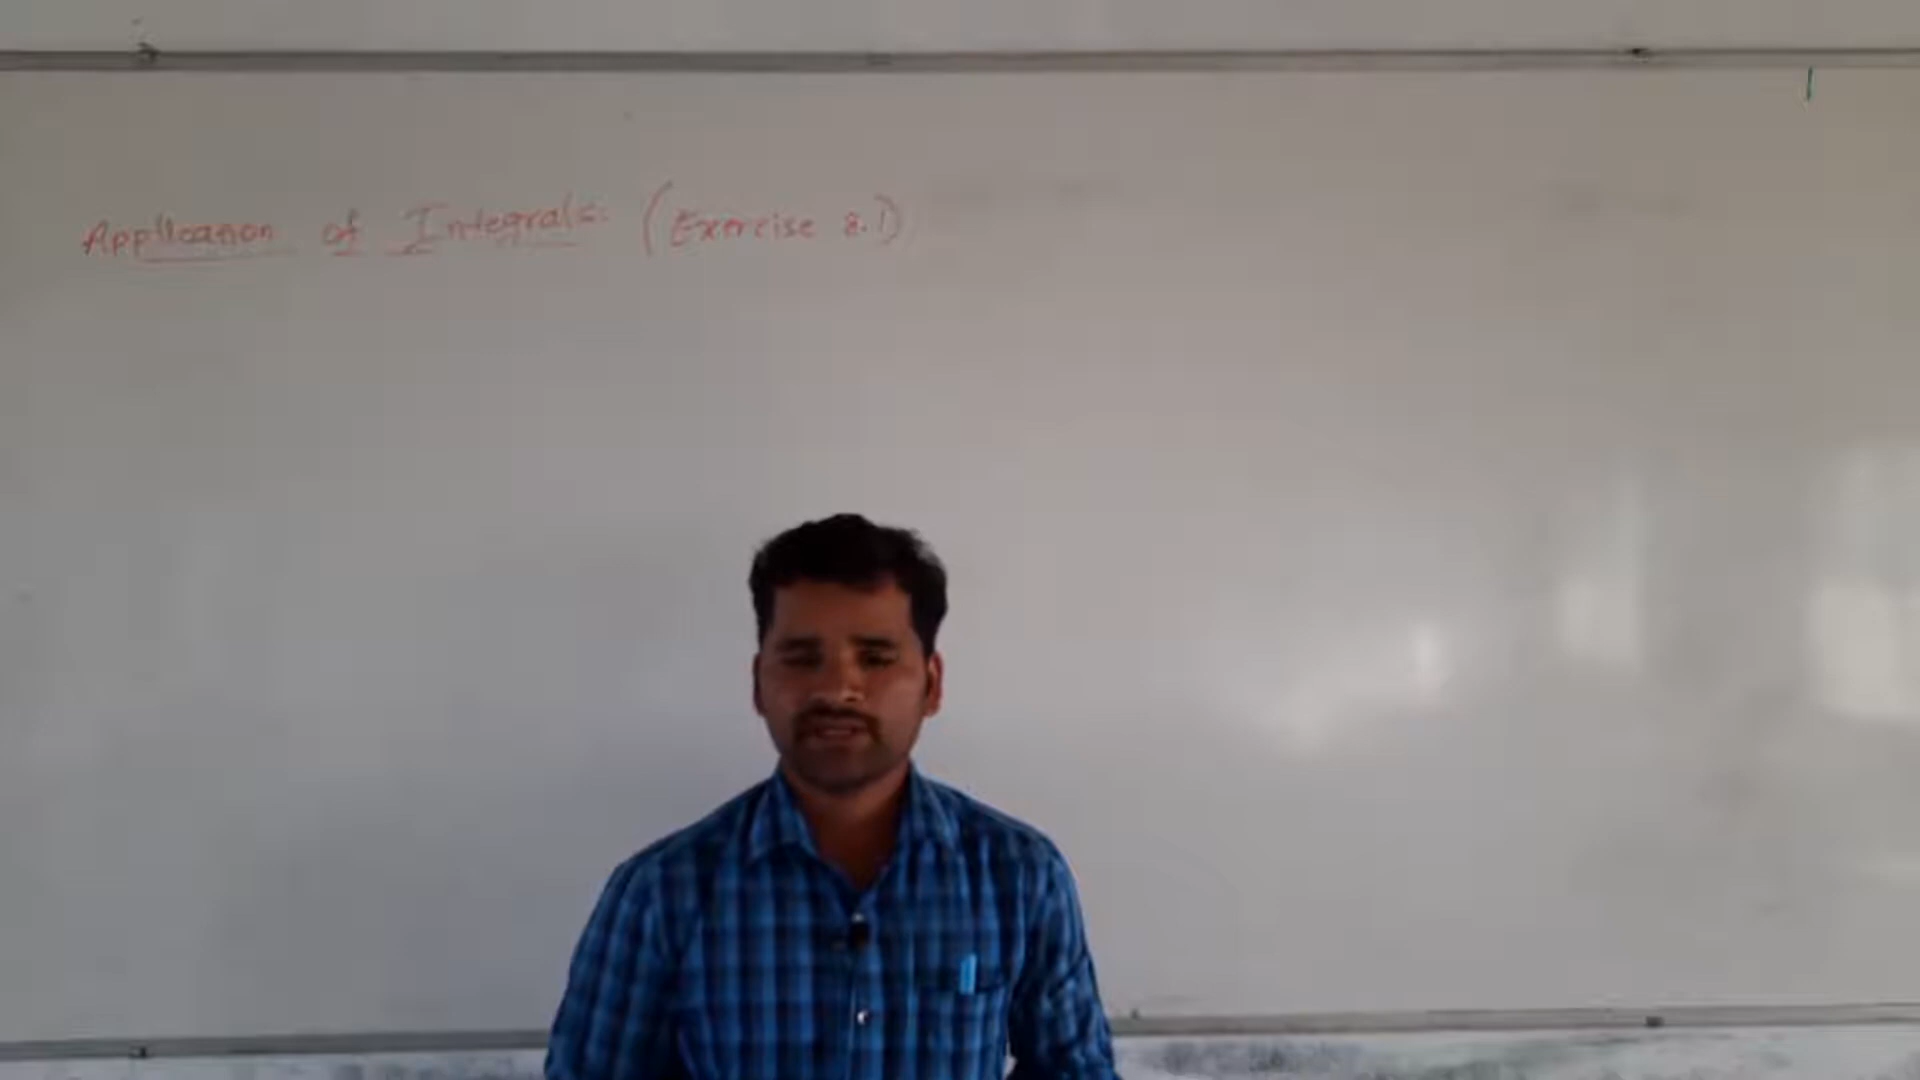 Application of Integrals: (Exercise 8.1)